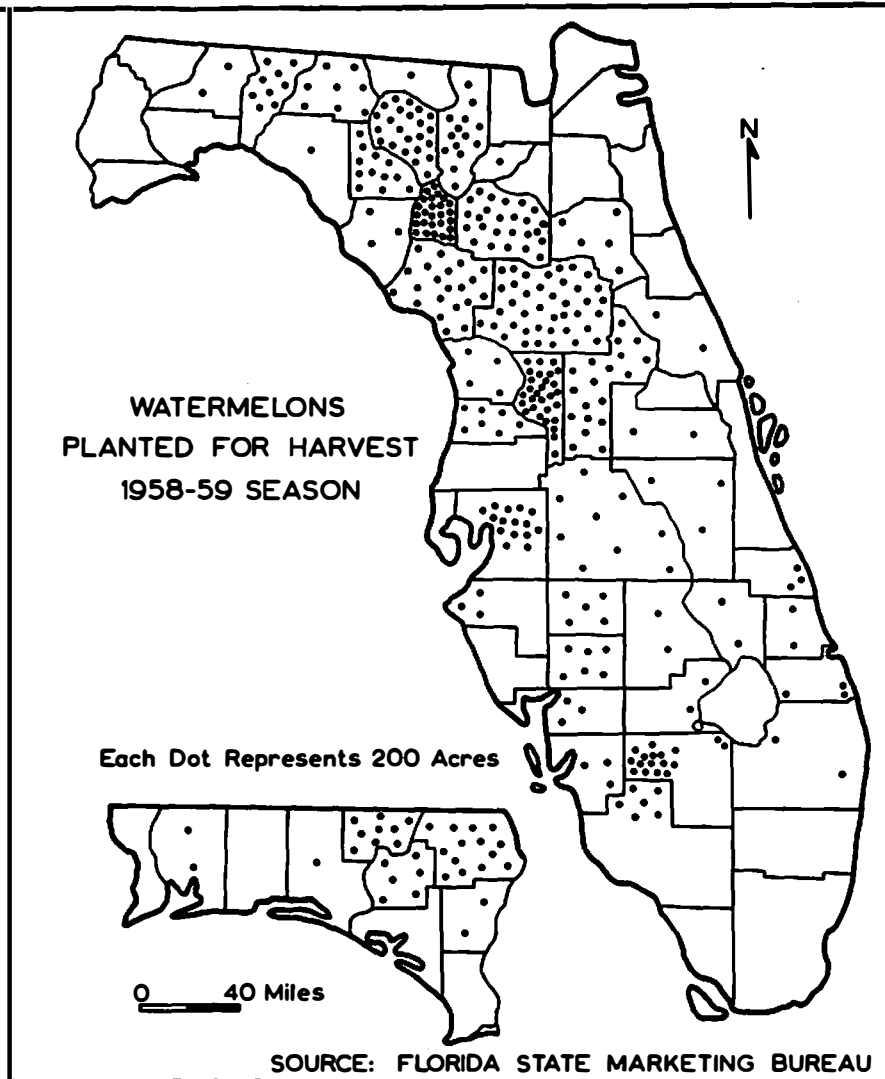 N
WATERMELONS
PLANTED FOR HARVEST
1958-59 SEASON
Each Dot Represents 200 Acres
0 40 Miles
SOURCE: FLORIDA STATE MARKETING BUREAU